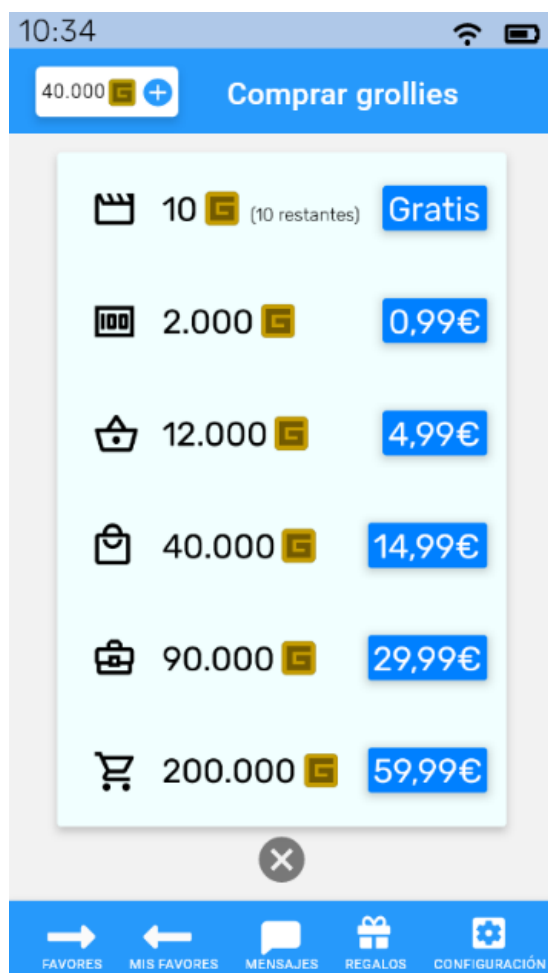 10:34
40.000 G Comprar grollies
10 G (10 restantes) Gratis
100 2.000 G 0,99€
12.000 G 4,99€
40.000 G 14,99€
90.000 G 29,99€
200.000 G 59,99€
FAVORES MIS FAVORES MENSAJES REGALOS CONFIGURACIÓN